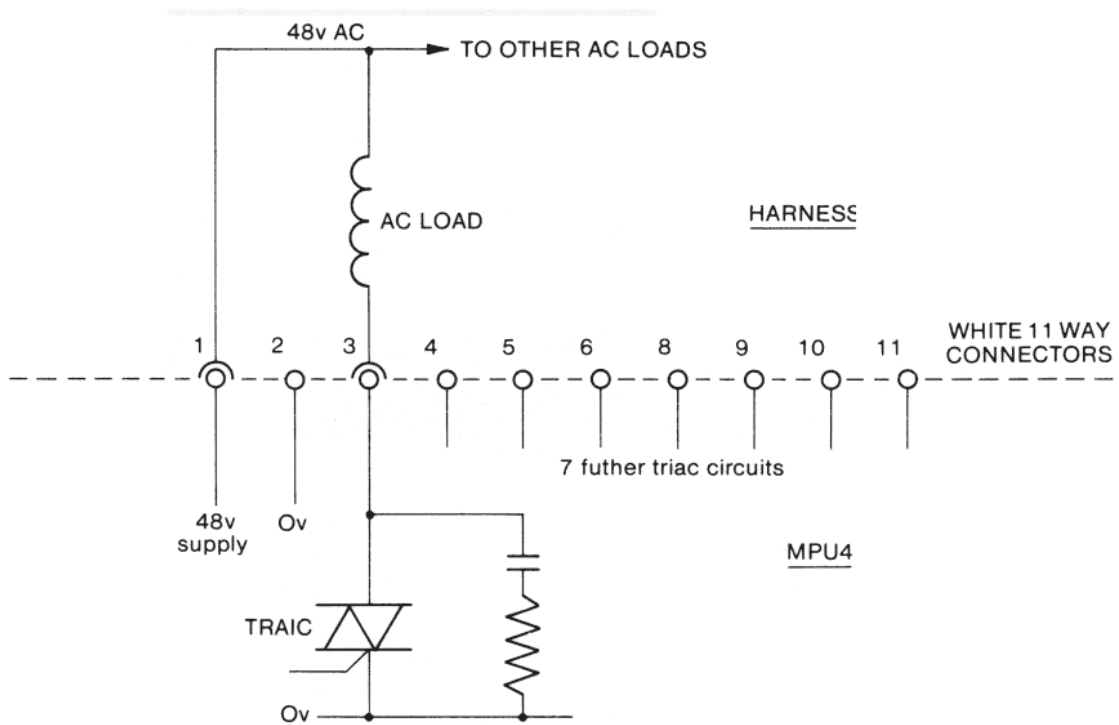 48v AC
TO OTHER AC LOADS
AC LOAD
HARNESS
1 2 3 4 5 6 8 9 10 11
WHITE 11 WAY
CONNECTORS
7 futher triac circuits
48v
supply
Ov
MPU4
TRAIC
Ov